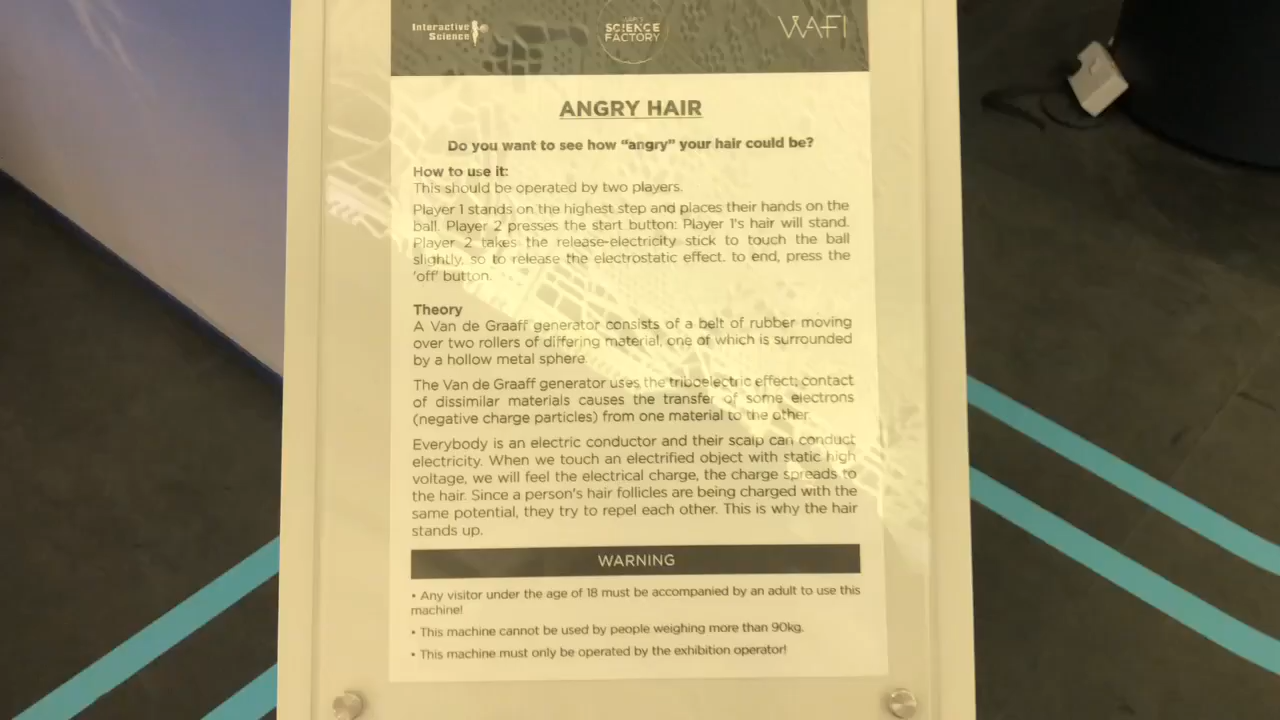 Interactive
Science
SCIENCE
FACTORY
WAFI
ANGRY HAIR
Do you want to see how “angry” your hair could be?
How to use it:
This should be operated by two players.
Player 1 stands on the highest step and places their hands on the
ball. Player 2 presses the start button: Player 1's hair will stand.
Player 2 takes the release-electricity stick to touch the ball
slightly, so to release the electrostatic effect. to end, press the
'off' button.
Theory
A Van de Graaff generator consists of a belt of rubber moving
over two rollers of differing material, one of which is surrounded
by a hollow metal sphere.
The Van de Graaff generator uses the triboelectric effect; contact
of dissimilar materials causes the transfer of some electrons
(negative charge particles) from one material to the other.
Everybody is an electric conductor and their scalp can conduct
electricity. When we touch an electrified object with static high
voltage, we will feel the electrical charge, the charge spreads to
the hair. Since a person's hair follicles are being charged with the
same potential, they try to repel each other. This is why the hair
stands up.
WARNING
• Any visitor under the age of 18 must be accompanied by an adult to use this
machine!
• This machine cannot be used by people weighing more than 90kg.
• This machine must only be operated by the exhibition operator!